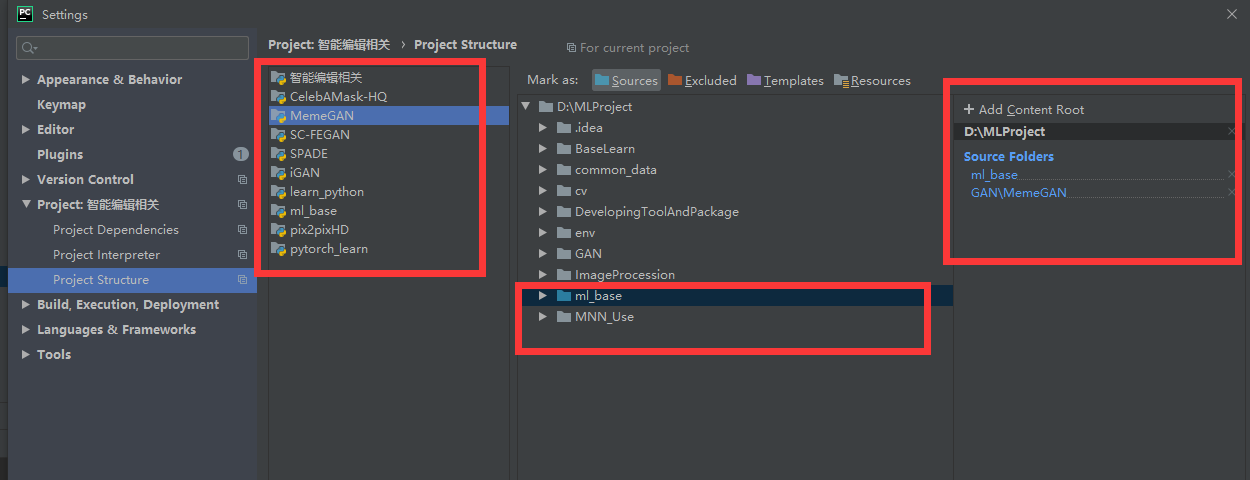 PC
Settings
Appearance & Behavior
Keymap
Editor
Plugins 1
Version Control
Project: 智能编辑相关
Project Dependencies
Project Interpreter
Project Structure
Build, Execution, Deployment
Languages & Frameworks
Tools
Project: 智能编辑相关 › Project Structure
For current project
智能编辑相关
CelebAMask-HQ
MemeGAN
SC-FEGAN
SPADE
iGAN
learn_python
ml_base
pix2pixHD
pytorch_learn
Mark as: Sources Excluded Templates Resources
D:\MLProject
.idea
BaseLearn
common_data
cv
DevelopingToolAndPackage
env
GAN
ImageProcession
ml_base
MNN_Use
+ Add Content Root
D:\MLProject
Source Folders
ml_base
GAN\MemeGAN